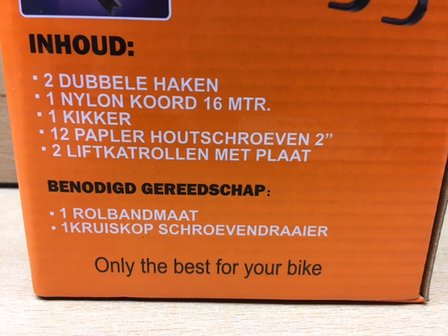 INHOUD:
· 2 DUBBELE HAKEN
· 1 NYLON KOORD 16 MTR.
· 1 KIKKER
· 12 PAPLER HOUTSCHROEVEN 2”
· 2 LIFTKATROLLEN MET PLAAT
BENODIGD GEREEDSCHAP:
· 1 ROLBANDMAAT
· 1KRUISKOP SCHROEVENDRAAIER
Only the best for your bike